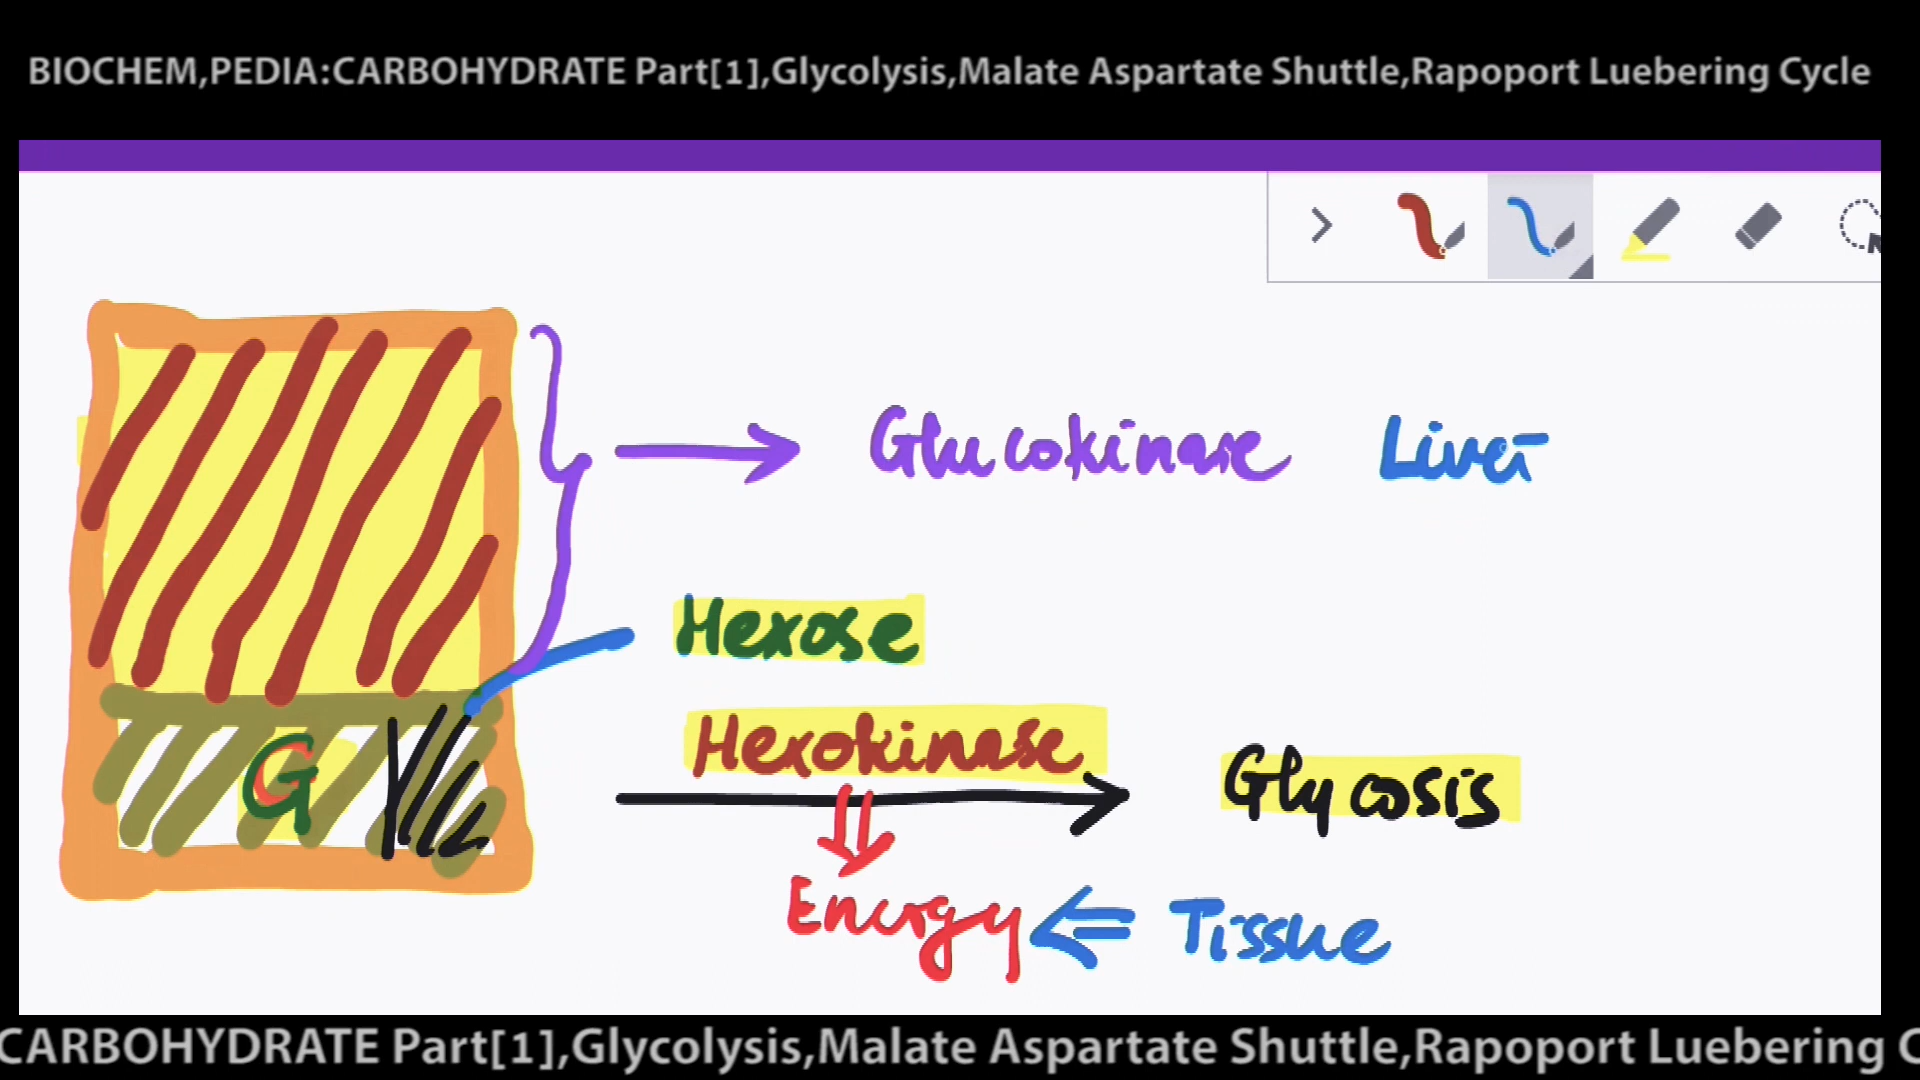 BIOCHEM,PEDIA:CARBOHYDRATE Part[1],Glycolysis,Malate Aspartate Shuttle,Rapoport Luebering Cycle
Glucokinase Liver
Hexose
Hexokinase
G
Glycosis
Energy
Tissue
CARBOHYDRATE Part[1],Glycolysis,Malate Aspartate Shuttle,Rapoport Luebering C